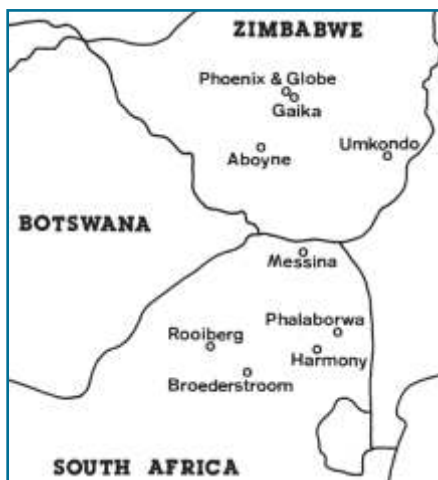 ZIMBABWE
Phoenix & Globe
Gaika
Aboyne
Umkondo
BOTSWANA
Messina
Phalaborwa
Rooiberg
Harmony
Broederstroom
SOUTH AFRICA